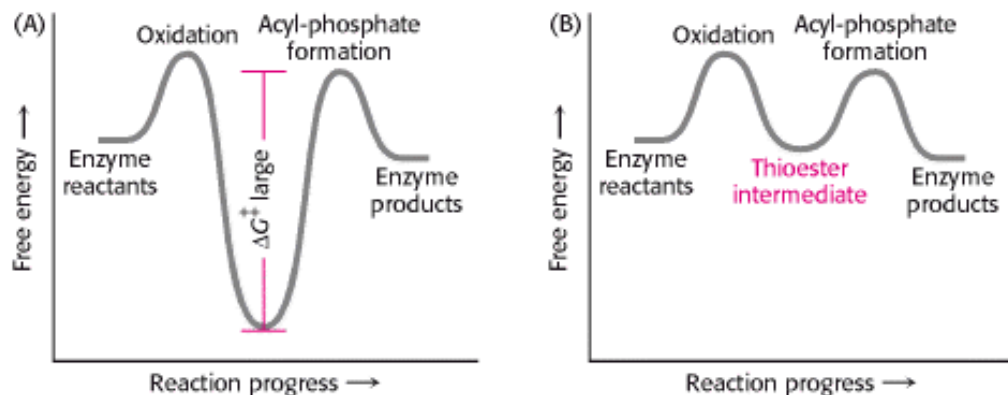 (A)
Oxidation
Acyl-phosphate
formation
Free energy →
Enzyme
reactants
ΔG‡ large
Enzyme
products
Reaction progress →
(B)
Oxidation
Acyl-phosphate
formation
Free energy →
Enzyme
reactants
Thioester
intermediate
Enzyme
products
Reaction progress →